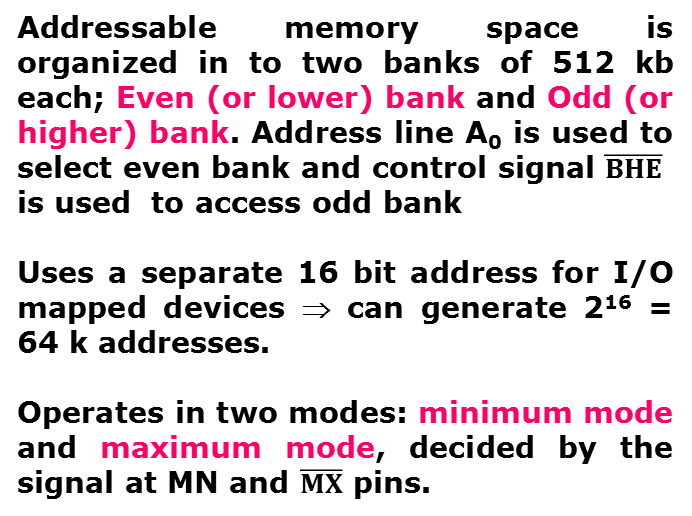 Addressable memory space is
organized in to two banks of 512 kb
each; Even (or lower) bank and Odd (or
higher) bank. Address line A₀ is used to
select even bank and control signal B̅H̅E̅
is used to access odd bank
Uses a separate 16 bit address for I/O
mapped devices ⇒ can generate 2¹⁶ =
64 k addresses.
Operates in two modes: minimum mode
and maximum mode, decided by the
signal at MN and M̅X̅ pins.